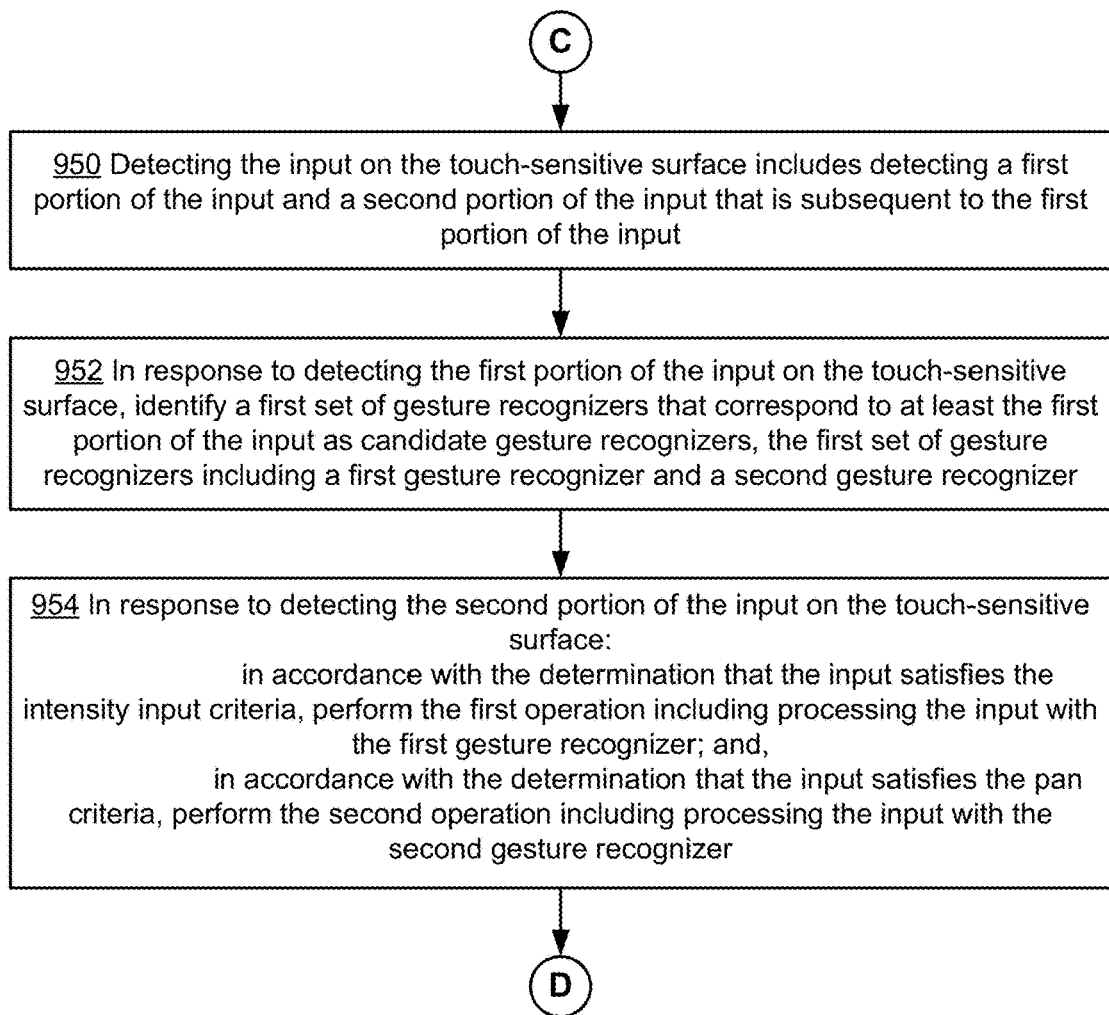 C
950 Detecting the input on the touch-sensitive surface includes detecting a first
portion of the input and a second portion of the input that is subsequent to the first
portion of the input
952 In response to detecting the first portion of the input on the touch-sensitive
surface, identify a first set of gesture recognizers that correspond to at least the first
portion of the input as candidate gesture recognizers, the first set of gesture
recognizers including a first gesture recognizer and a second gesture recognizer
954 In response to detecting the second portion of the input on the touch-sensitive
surface:
in accordance with the determination that the input satisfies the
intensity input criteria, perform the first operation including processing the input with
the first gesture recognizer; and,
in accordance with the determination that the input satisfies the pan
criteria, perform the second operation including processing the input with the
second gesture recognizer
D